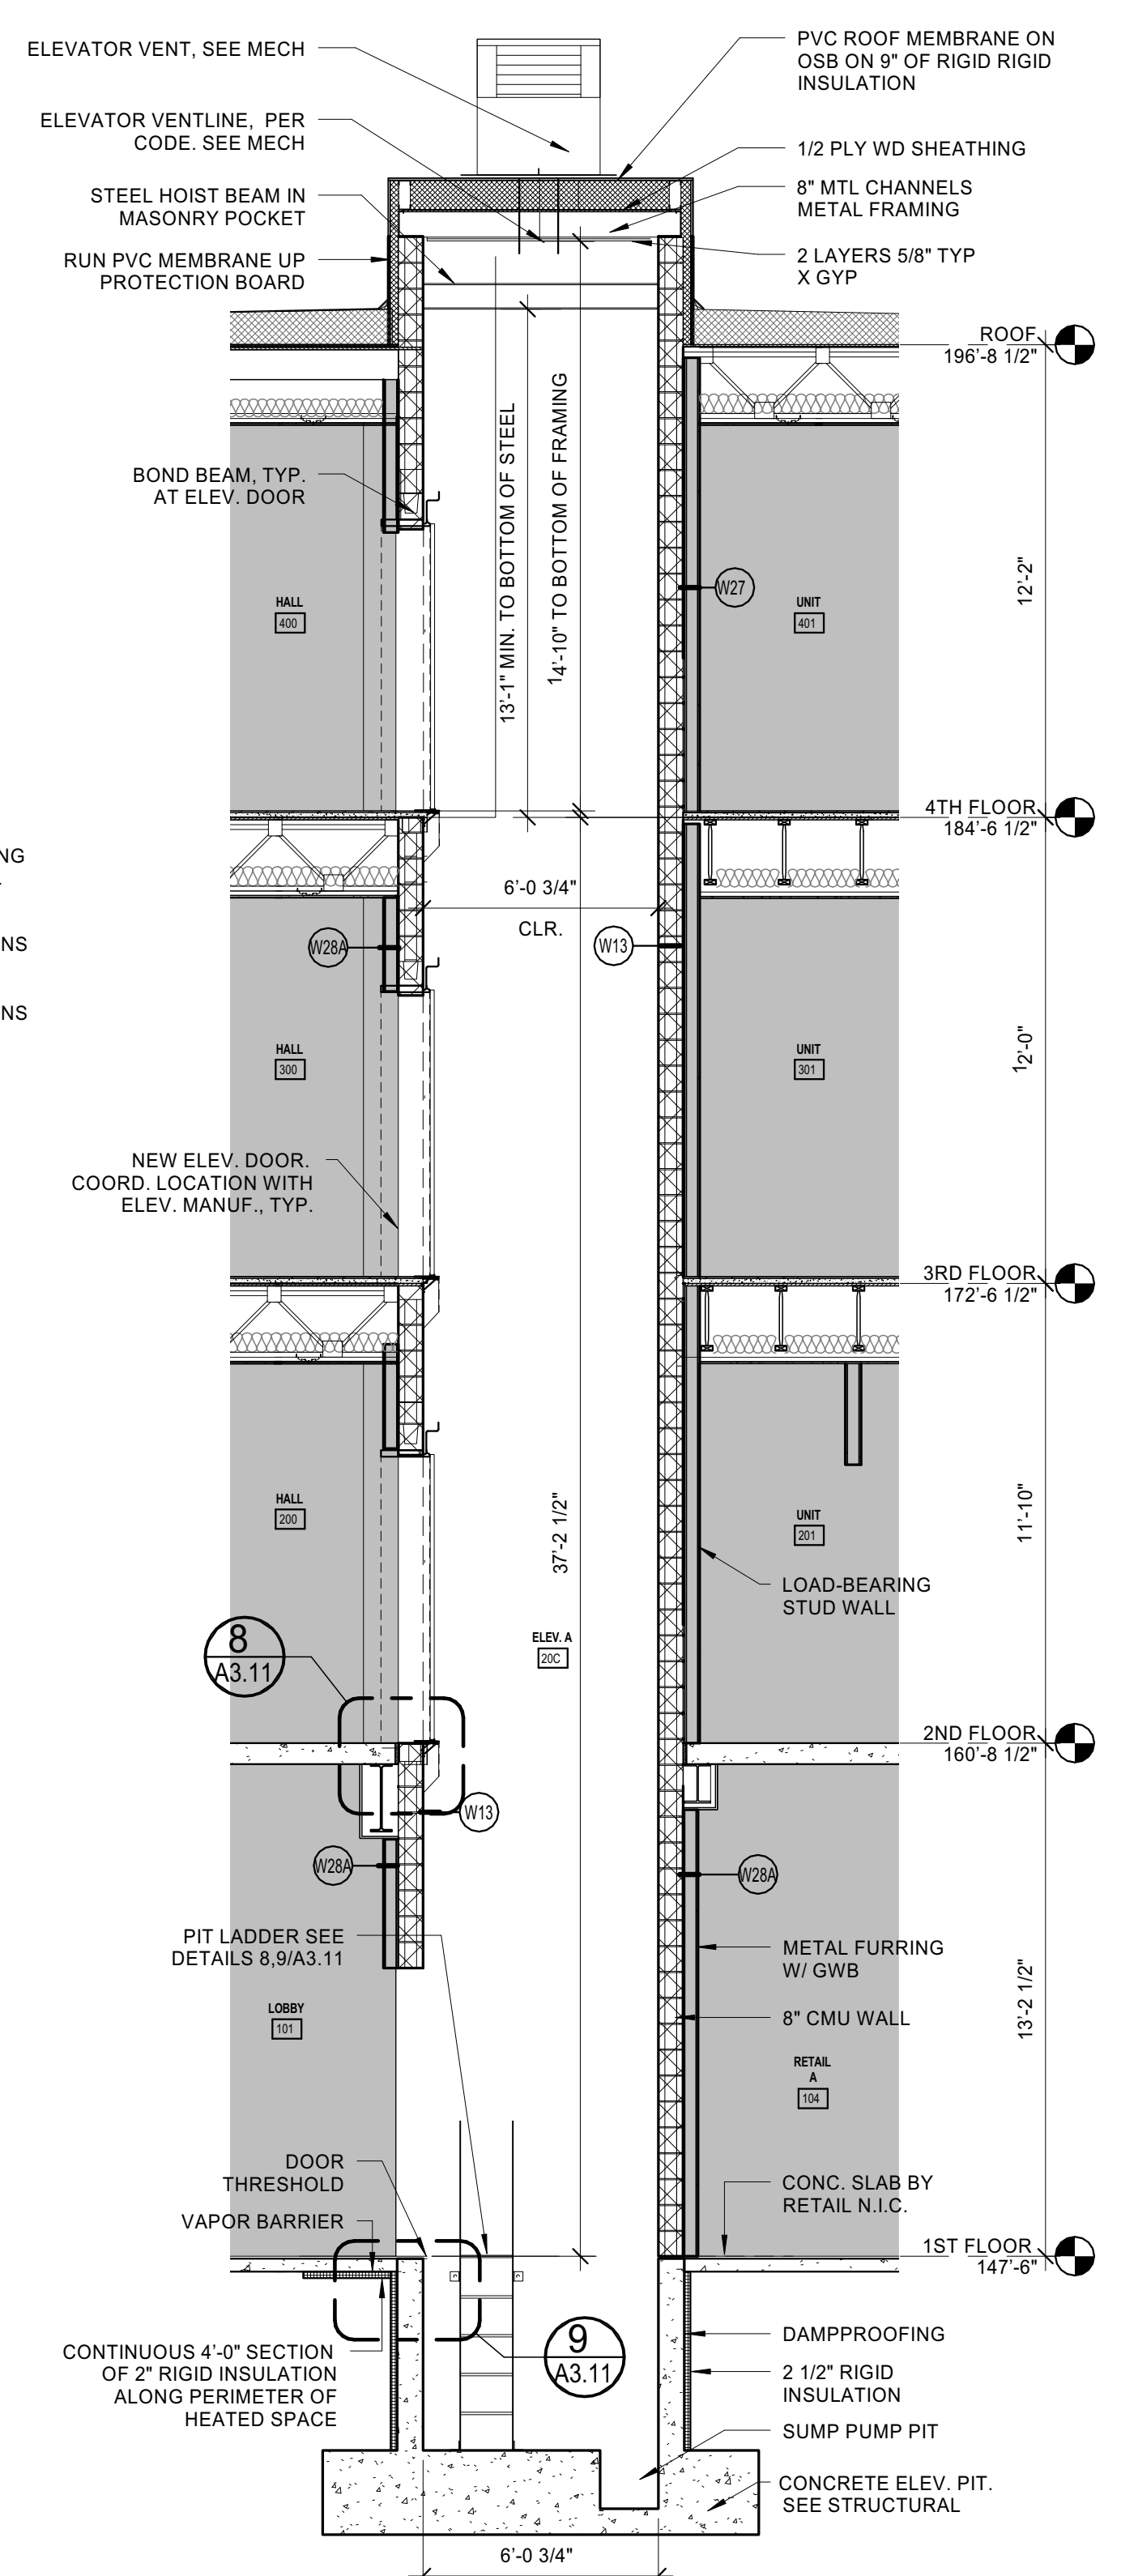 ELEVATOR VENT, SEE MECH
ELEVATOR VENTLINE, PER
CODE. SEE MECH
STEEL HOIST BEAM IN
MASONRY POCKET
RUN PVC MEMBRANE UP
PROTECTION BOARD
PVC ROOF MEMBRANE ON
OSB ON 9" OF RIGID RIGID
INSULATION
1/2 PLY WD SHEATHING
8" MTL CHANNELS
METAL FRAMING
2 LAYERS 5/8" TYP
X GYP
ROOF
196'-8 1/2"
BOND BEAM, TYP.
AT ELEV. DOOR
13'-1" MIN. TO BOTTOM OF STEEL
14'-10" TO BOTTOM OF FRAMING
W27
HALL
400
UNIT
401
12'-2"
4TH FLOOR
184'-6 1/2"
NG
6'-0 3/4"
CLR.
W28A
W13
NS
NS
HALL
300
UNIT
301
12'-0"
NEW ELEV. DOOR.
COORD. LOCATION WITH
ELEV. MANUF., TYP.
3RD FLOOR
172'-6 1/2"
HALL
200
37'-2 1/2"
UNIT
201
11'-10"
LOAD-BEARING
STUD WALL
8
A3.11
ELEV. A
20C
2ND FLOOR
160'-8 1/2"
W13
W28A
W28A
PIT LADDER SEE
DETAILS 8,9/A3.11
METAL FURRING
W/ GWB
8" CMU WALL
LOBBY
101
RETAIL
A
104
13'-2 1/2"
DOOR
THRESHOLD
VAPOR BARRIER
CONC. SLAB BY
RETAIL N.I.C.
1ST FLOOR
147'-6"
CONTINUOUS 4'-0" SECTION
OF 2" RIGID INSULATION
ALONG PERIMETER OF
HEATED SPACE
9
A3.11
DAMPPROOFING
2 1/2" RIGID
INSULATION
SUMP PUMP PIT
CONCRETE ELEV. PIT.
SEE STRUCTURAL
6'-0 3/4"